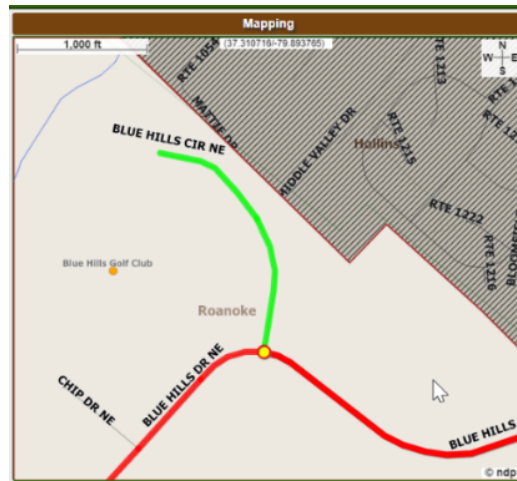 Mapping
1,000 ft
(37.310716/-79.893765)
N
W
E
S
RTE 1054
MATTIE DR
RTE 1213
BLUE HILLS CIR NE
MIDDLE VALLEY DR
Hollins
RTE 1215
RTE 1222
RTE 1216
Blue Hills Golf Club
Roanoke
BLUE HILLS DR NE
CHIP DR NE
BLUE HILLS
© ndp